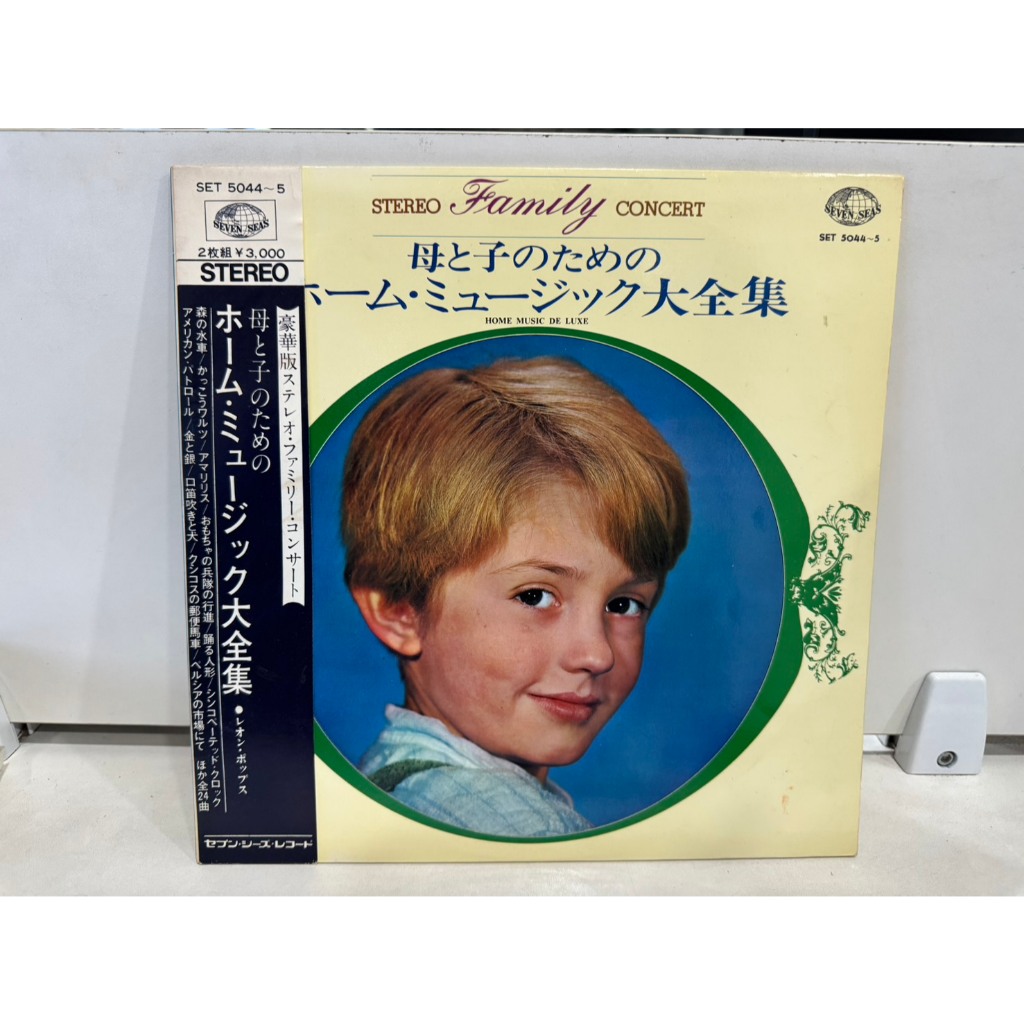 SET 5044~5
SEVEN SEAS
2枚組 ¥3,000
STEREO
豪華版ステレオ・ファミリー・コンサート
母と子のための
ホーム・ミュージック大全集 ●レオン・ポップス
森の水車/かっこうワルツ/アマリリス/おもちゃの兵隊の行進/踊る人形/シンコペーテッド・クロック
アメリカン・パトロール/金と銀/口笛吹きと犬/クシコスの郵便馬車/ペルシアの市場にて ほか全24曲
セブン・シーズ・レコード
STEREO Family CONCERT
SEVEN SEAS
SET 5044~5
母と子のための
ホーム・ミュージック大全集
HOME MUSIC DE LUXE